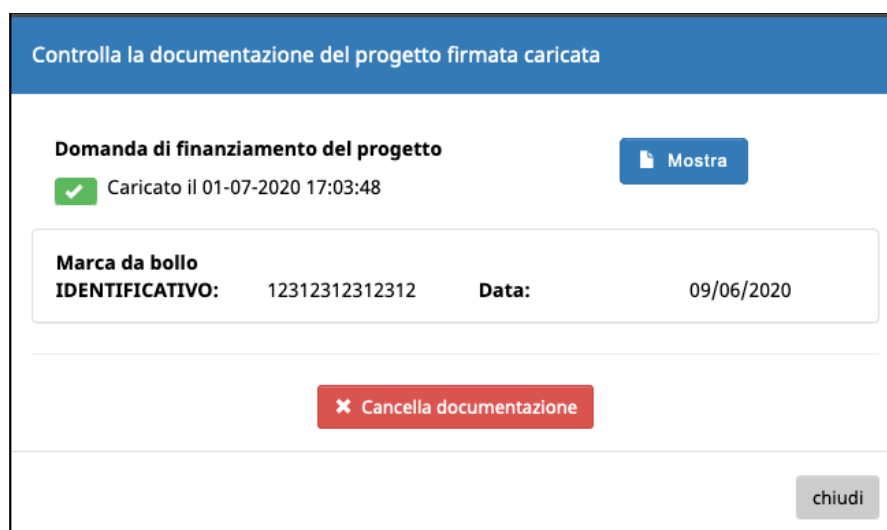 Controlla la documentazione del progetto firmata caricata
Domanda di finanziamento del progetto
Mostra
Caricato il 01-07-2020 17:03:48
Marca da bollo
IDENTIFICATIVO: 12312312312312 Data: 09/06/2020
Cancella documentazione
chiudi